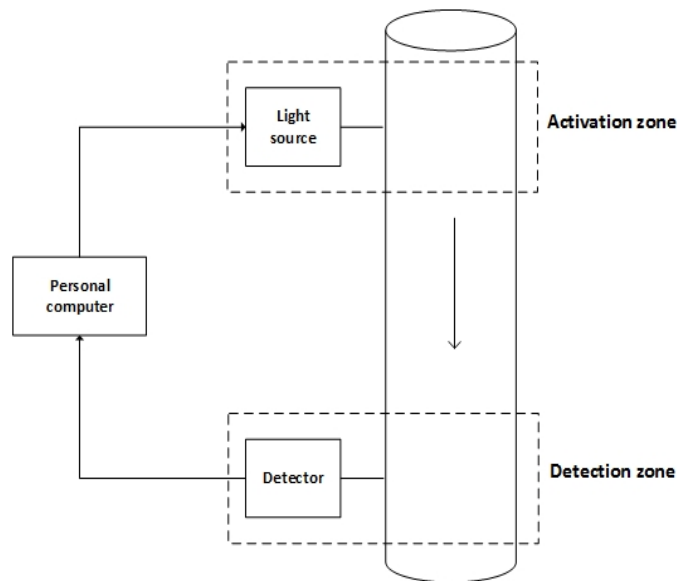 Light
source
Activation zone
Personal
computer
Detector
Detection zone